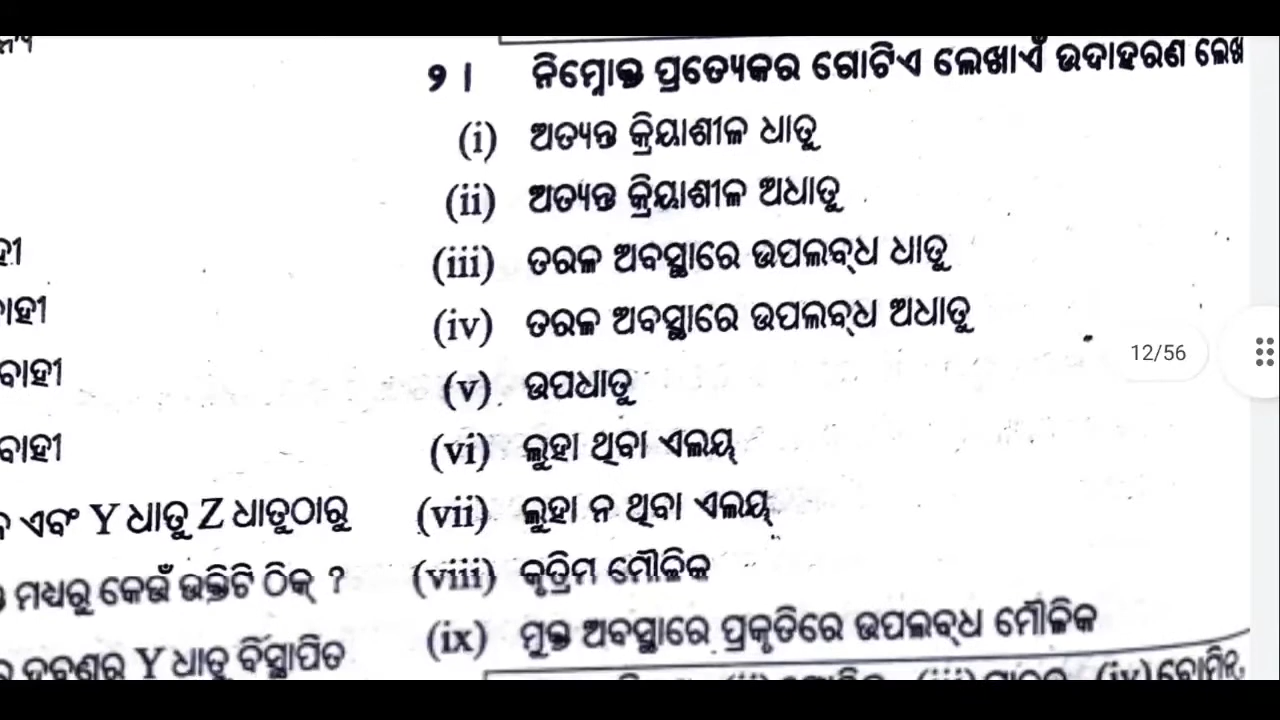 ୨ । ନିମ୍ନୋକ୍ତ ପ୍ରତ୍ୟେକର ଗୋଟିଏ ଲେଖାଏଁ ଉଦାହରଣ ଲେଖ
(i) ଅତ୍ୟନ୍ତ କ୍ରିୟାଶୀଳ ଧାତୁ
(ii) ଅତ୍ୟନ୍ତ କ୍ରିୟାଶୀଳ ଅଧାତୁ
(iii) ତରଳ ଅବସ୍ଥାରେ ଉପଲବ୍ଧ ଧାତୁ
(iv) ତରଳ ଅବସ୍ଥାରେ ଉପଲବ୍ଧ ଅଧାତୁ
12/56
(v) ଉପଧାତୁ
(vi) ଲୁହା ଥିବା ଏଲୟ୍
(vii) ଲୁହା ନ ଥିବା ଏଲୟ୍
(viii) କୃତ୍ରିମ ମୌଳିକ
(ix) ମୁକ୍ତ ଅବସ୍ଥାରେ ପ୍ରକୃତିରେ ଉପଲବ୍ଧ ମୌଳିକ
ବାହୀ
ବାହୀ
ଏବଂ Y ଧାତୁ Z ଧାତୁଠାରୁ
ମଧ୍ୟରୁ କେଉଁ ଉକ୍ତିଟି ଠିକ୍ ?
Y ଧାତୁ ବିସ୍ଥାପିତ